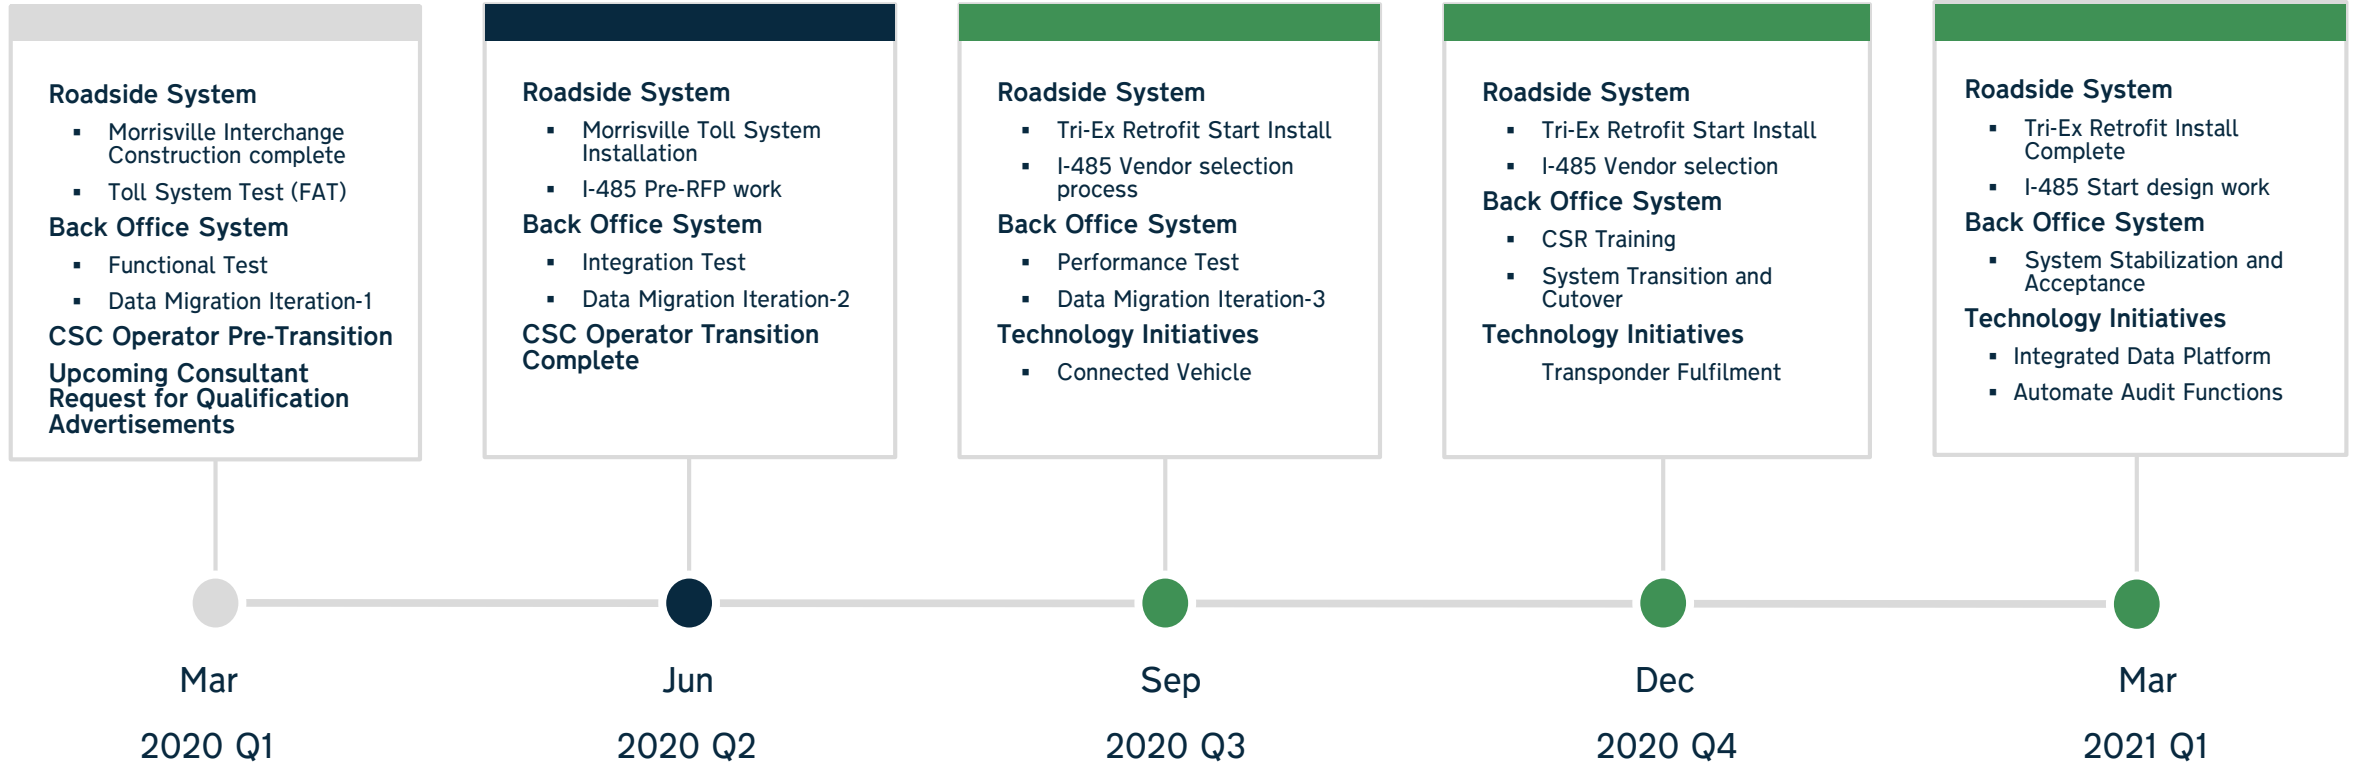 Roadside System
▪ Morrisville Interchange
Construction complete
▪ Toll System Test (FAT)
Back Office System
▪ Functional Test
▪ Data Migration Iteration-1
CSC Operator Pre-Transition
Upcoming Consultant
Request for Qualification
Advertisements
Roadside System
▪ Morrisville Toll System
Installation
▪ I-485 Pre-RFP work
Back Office System
▪ Integration Test
▪ Data Migration Iteration-2
CSC Operator Transition
Complete
Roadside System
▪ Tri-Ex Retrofit Start Install
▪ I-485 Vendor selection
process
Back Office System
▪ Performance Test
▪ Data Migration Iteration-3
Technology Initiatives
▪ Connected Vehicle
Roadside System
▪ Tri-Ex Retrofit Start Install
▪ I-485 Vendor selection
Back Office System
▪ CSR Training
▪ System Transition and
Cutover
Technology Initiatives
Transponder Fulfilment
Roadside System
▪ Tri-Ex Retrofit Install
Complete
▪ I-485 Start design work
Back Office System
▪ System Stabilization and
Acceptance
Technology Initiatives
▪ Integrated Data Platform
▪ Automate Audit Functions
Mar
2020 Q1
Jun
2020 Q2
Sep
2020 Q3
Dec
2020 Q4
Mar
2021 Q1